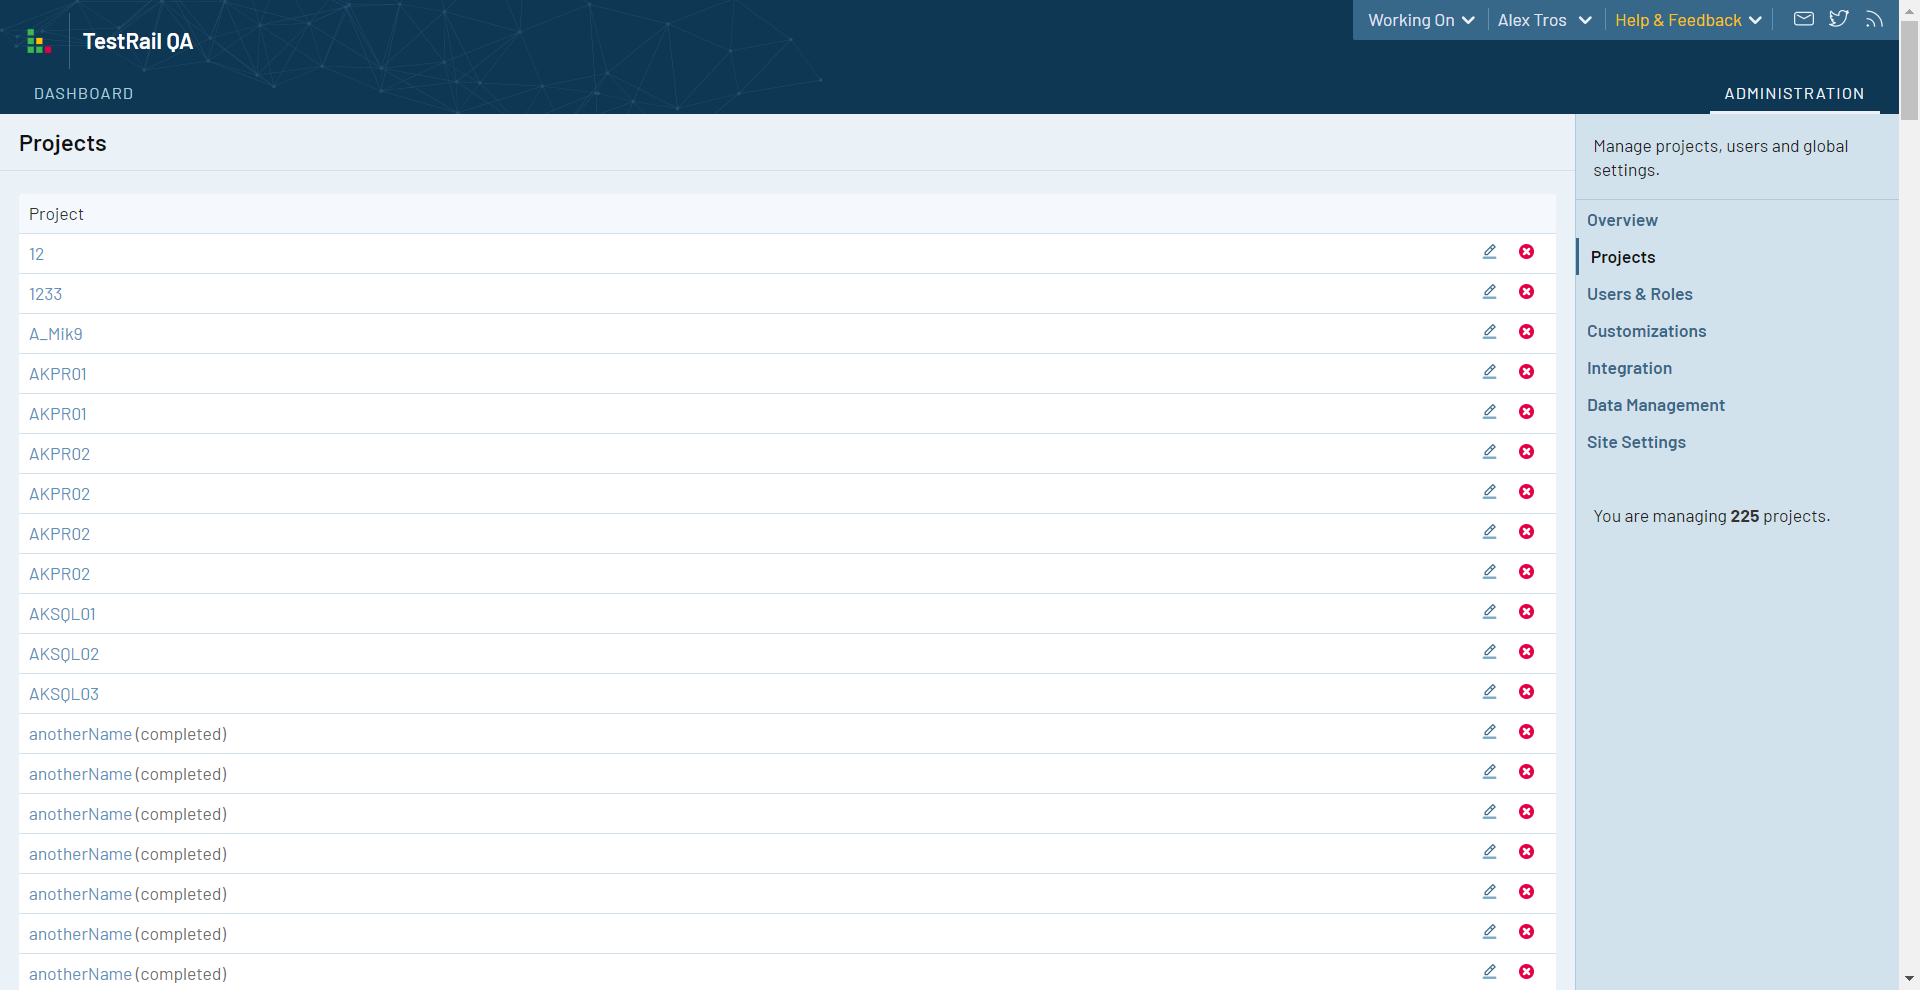 Working On
Alex Tros
Help & Feedback
TestRail QA
DASHBOARD
ADMINISTRATION
Projects
Project
12
1233
A_Mik9
AKPR01
AKPR01
AKPR02
AKPR02
AKPR02
AKPR02
AKSQL01
AKSQL02
AKSQL03
anotherName (completed)
anotherName (completed)
anotherName (completed)
anotherName (completed)
anotherName (completed)
anotherName (completed)
anotherName (completed)
Manage projects, users and global
settings.
Overview
Projects
Users & Roles
Customizations
Integration
Data Management
Site Settings
You are managing 225 projects.